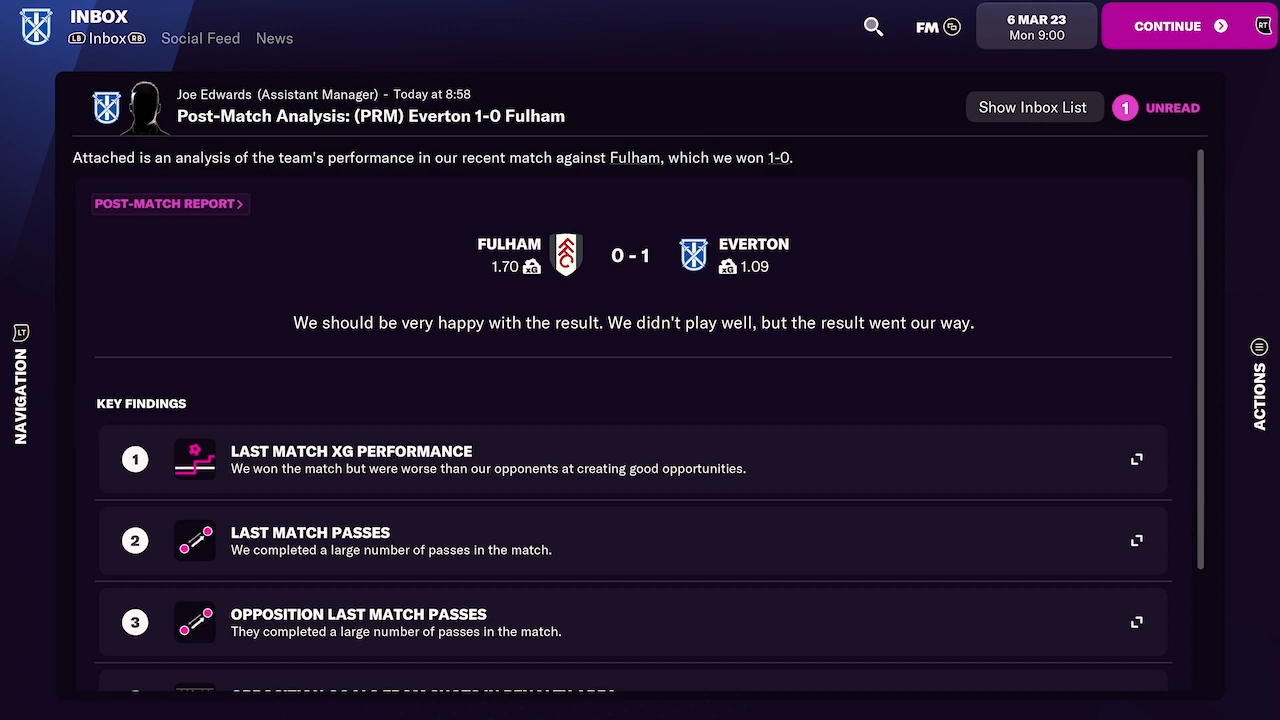 INBOX
LB Inbox RB Social Feed News
FM
6 MAR 23
Mon 9:00
CONTINUE
RT
Joe Edwards (Assistant Manager) - Today at 8:58
Post-Match Analysis: (PRM) Everton 1-0 Fulham
Show Inbox List
1 UNREAD
Attached is an analysis of the team's performance in our recent match against Fulham, which we won 1-0.
POST-MATCH REPORT
FULHAM 0 - 1 EVERTON
1.70 xG xG 1.09
We should be very happy with the result. We didn't play well, but the result went our way.
KEY FINDINGS
1 LAST MATCH XG PERFORMANCE
We won the match but were worse than our opponents at creating good opportunities.
2 LAST MATCH PASSES
We completed a large number of passes in the match.
3 OPPOSITION LAST MATCH PASSES
They completed a large number of passes in the match.
LT
NAVIGATION
ACTIONS